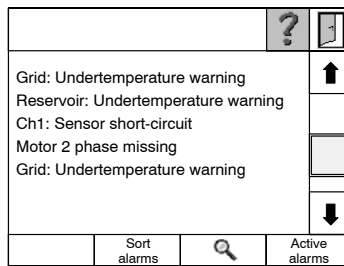 ?
Grid: Undertemperature warning
Reservoir: Undertemperature warning
Ch1: Sensor short-circuit
Motor 2 phase missing
Grid: Undertemperature warning
Sort
alarms
Active
alarms